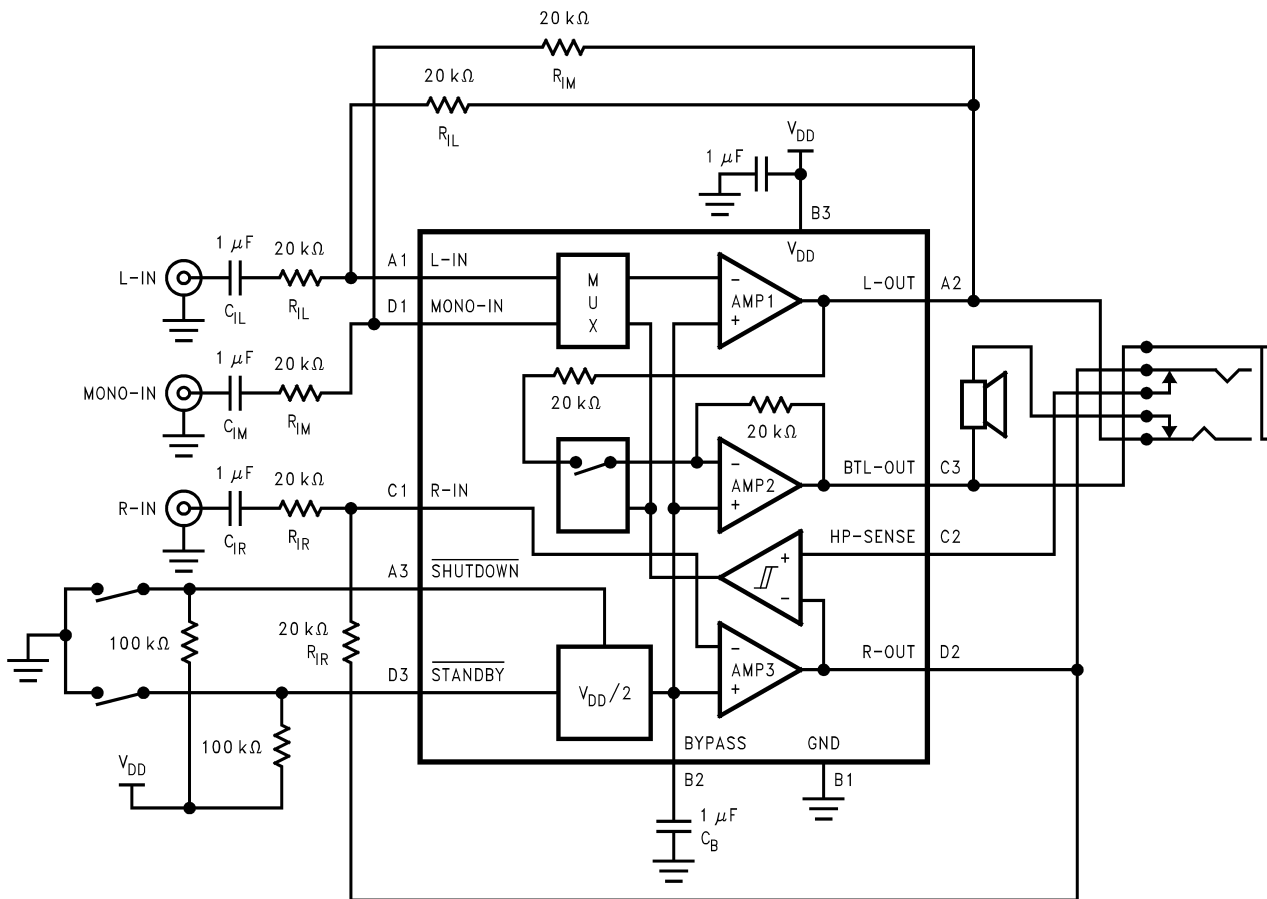 20 kΩ
R_IM
20 kΩ
R_IL
V_DD
1 μF
B3
V_DD
1 μF
20 kΩ
L-IN
C_IL
R_IL
A1
L-IN
MUX
AMP1
-
+
L-OUT
A2
D1
MONO-IN
1 μF
20 kΩ
MONO-IN
C_IM
R_IM
20 kΩ
20 kΩ
-
AMP2
+
BTL-OUT
C3
1 μF
20 kΩ
R-IN
C_IR
R_IR
C1
R-IN
HP-SENSE
C2
+
-
A3
SHUTDOWN
100 kΩ
20 kΩ
R_IR
D3
STANDBY
V_DD/2
-
AMP3
+
R-OUT
D2
100 kΩ
V_DD
BYPASS
GND
B2
B1
1 μF
C_B